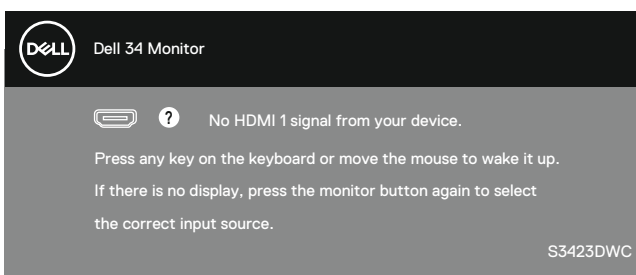 DELL
Dell 34 Monitor
? No HDMI 1 signal from your device.
Press any key on the keyboard or move the mouse to wake it up.
If there is no display, press the monitor button again to select
the correct input source.
S3423DWC